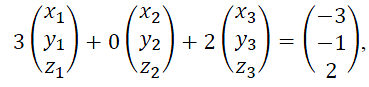 3 (x₁ y₁ z₁) + 0 (x₂ y₂ z₂) + 2 (x₃ y₃ z₃) = (−3 −1 2),